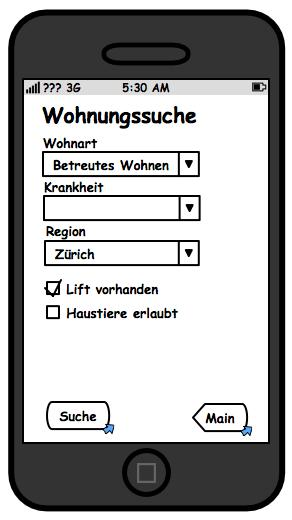 ??? 3G 5:30 AM
Wohnungssuche
Wohnart
Betreutes Wohnen
Krankheit
Region
Zürich
Lift vorhanden
Haustiere erlaubt
Suche Main